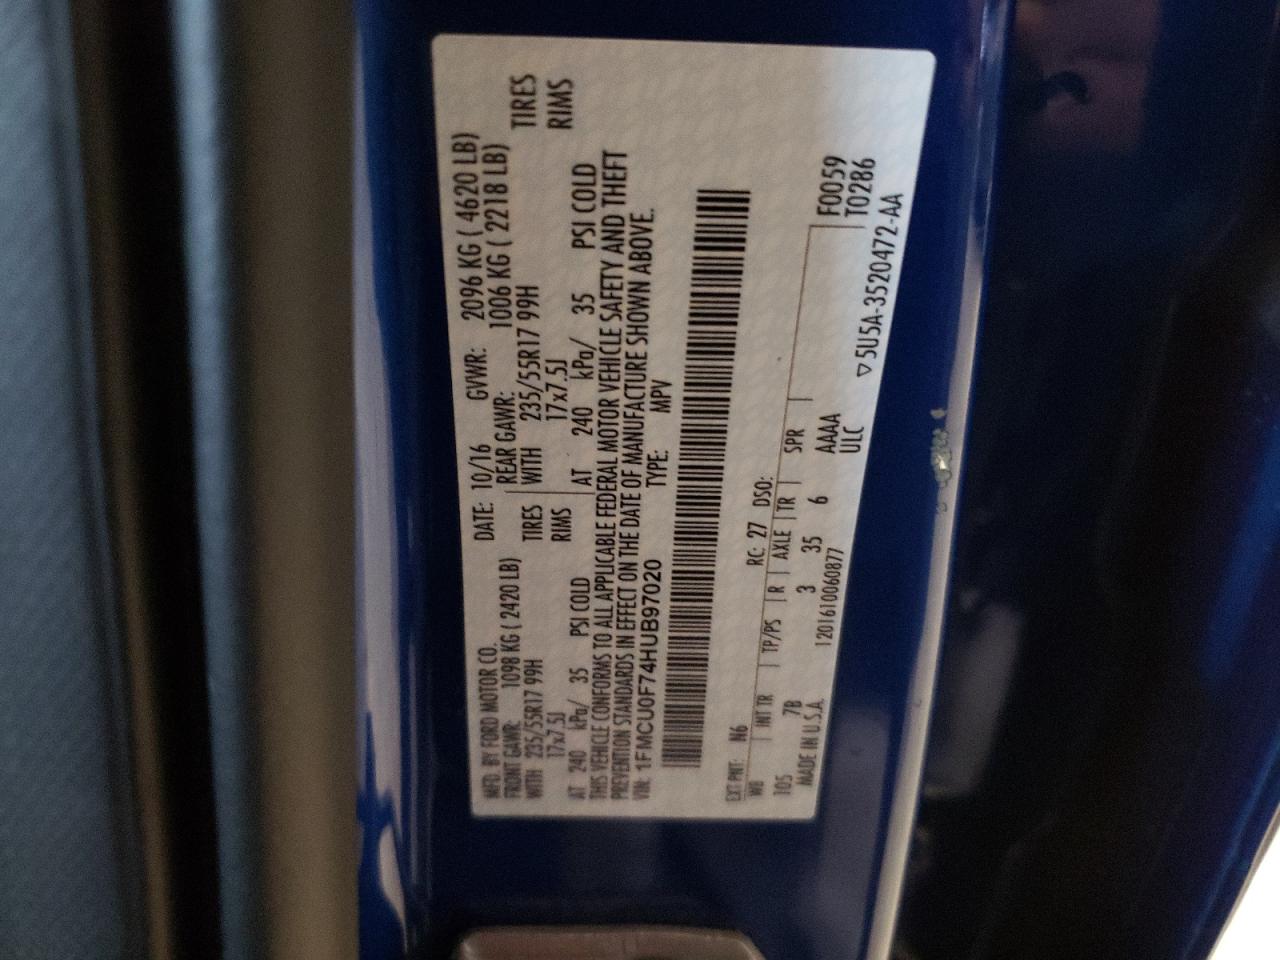 MFD. BY FORD MOTOR CO. DATE: 10/16 GVWR: 2096 KG ( 4620 LB)
FRONT GAWR: 1098 KG ( 2420 LB) REAR GAWR: 1006 KG ( 2218 LB)
WITH 235/55R17 99H TIRES WITH 235/55R17 99H TIRES
17x7.5J RIMS 17x7.5J RIMS
AT 240 kPa/ 35 PSI COLD AT 240 kPa/ 35 PSI COLD
THIS VEHICLE CONFORMS TO ALL APPLICABLE FEDERAL MOTOR VEHICLE SAFETY AND THEFT
PREVENTION STANDARDS IN EFFECT ON THE DATE OF MANUFACTURE SHOWN ABOVE.
VIN: 1FMCU0F74HUB97020 TYPE: MPV
EXT PNT: N6 RC: 27 DSO:
WB INT TR TP/PS R AXLE TR SPR F0059
105 7B 3 35 6 AAAA T0286
MADE IN U.S.A. 1201610060877 ULC ▽5U5A-3520472-AA